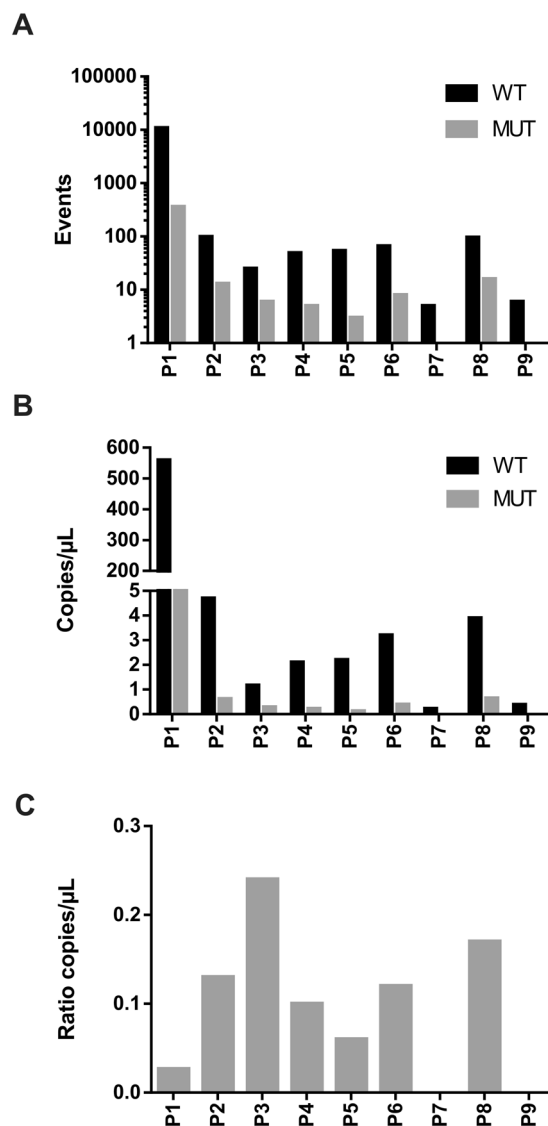 A
100000
10000
1000
100
10
1
Events
WT
MUT
P1 P2 P3 P4 P5 P6 P7 P8 P9
B
600
500
400
300
200
5
4
3
2
1
0
Copies/µL
WT
MUT
P1 P2 P3 P4 P5 P6 P7 P8 P9
C
0.3
0.2
0.1
0.0
Ratio copies/µL
P1 P2 P3 P4 P5 P6 P7 P8 P9